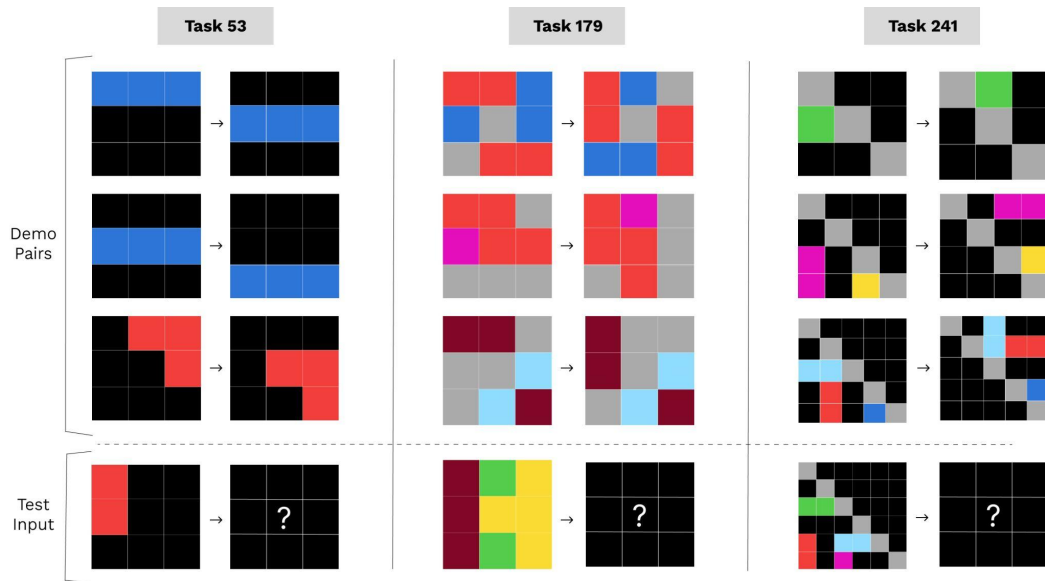 Task 53
Task 179
Task 241
→ → →
→ → →
Demo
Pairs
→ → →
Test
Input
→ ? → ? → ?